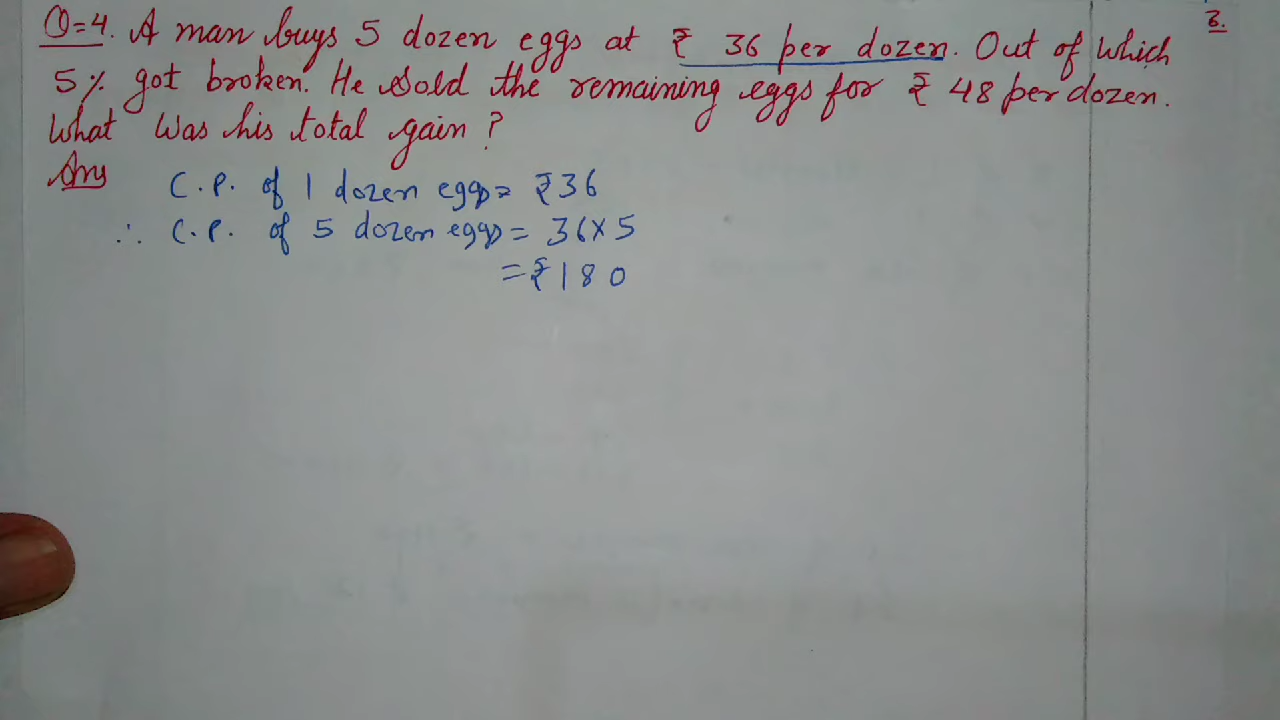 Q=4. A man buys 5 dozen eggs at ₹ 36 per dozen. Out of which
5% got broken. He sold the remaining eggs for ₹ 48 per dozen.
What was his total gain ?
Ans
C.P. of 1 dozen eggs = ₹36
∴ C.P. of 5 dozen eggs = 36×5
=₹180
3.